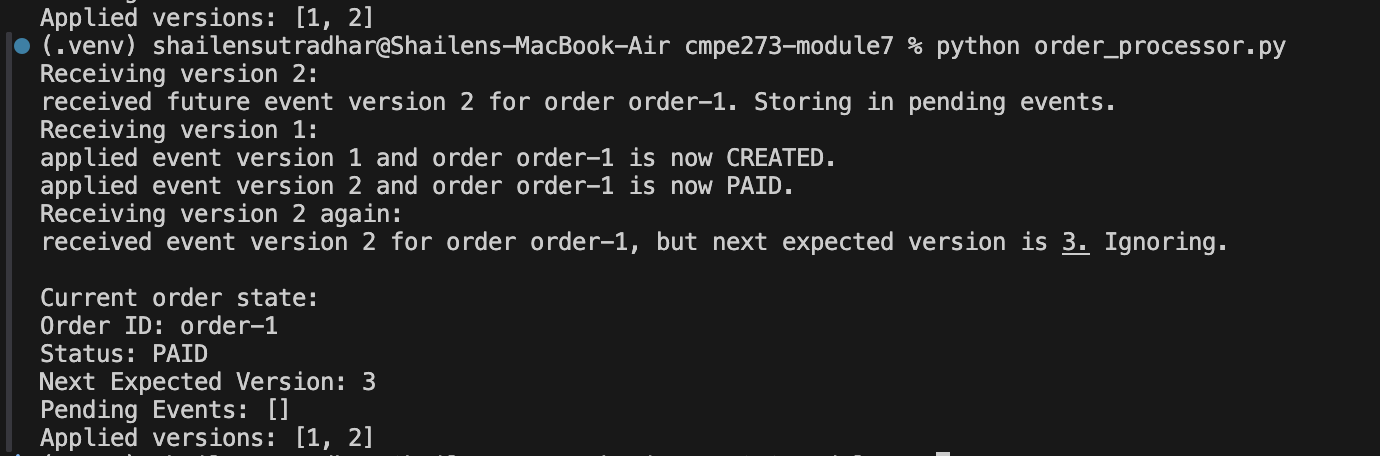 Applied versions: [1, 2]
(.venv) shailensutradhar@Shailens-MacBook-Air cmpe273-module7 % python order_processor.py
Receiving version 2:
received future event version 2 for order order-1. Storing in pending events.
Receiving version 1:
applied event version 1 and order order-1 is now CREATED.
applied event version 2 and order order-1 is now PAID.
Receiving version 2 again:
received event version 2 for order order-1, but next expected version is 3. Ignoring.
Current order state:
Order ID: order-1
Status: PAID
Next Expected Version: 3
Pending Events: []
Applied versions: [1, 2]